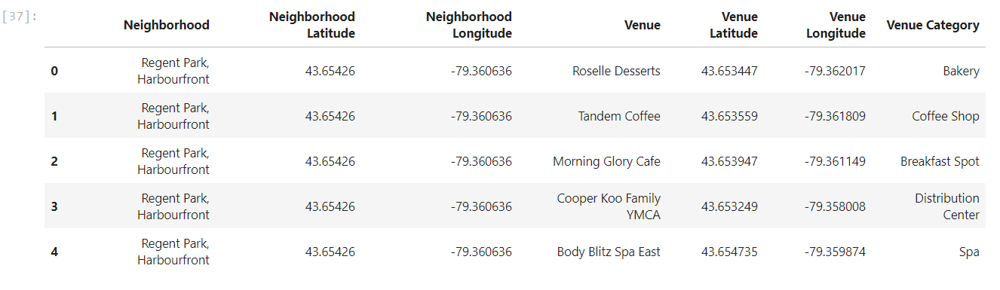 [37]:
Neighborhood Neighborhood Latitude Neighborhood Longitude Venue Venue Latitude Venue Longitude Venue Category
0 Regent Park, Harbourfront 43.65426 -79.360636 Roselle Desserts 43.653447 -79.362017 Bakery
1 Regent Park, Harbourfront 43.65426 -79.360636 Tandem Coffee 43.653559 -79.361809 Coffee Shop
2 Regent Park, Harbourfront 43.65426 -79.360636 Morning Glory Cafe 43.653947 -79.361149 Breakfast Spot
3 Regent Park, Harbourfront 43.65426 -79.360636 Cooper Koo Family YMCA 43.653249 -79.358008 Distribution Center
4 Regent Park, Harbourfront 43.65426 -79.360636 Body Blitz Spa East 43.654735 -79.359874 Spa